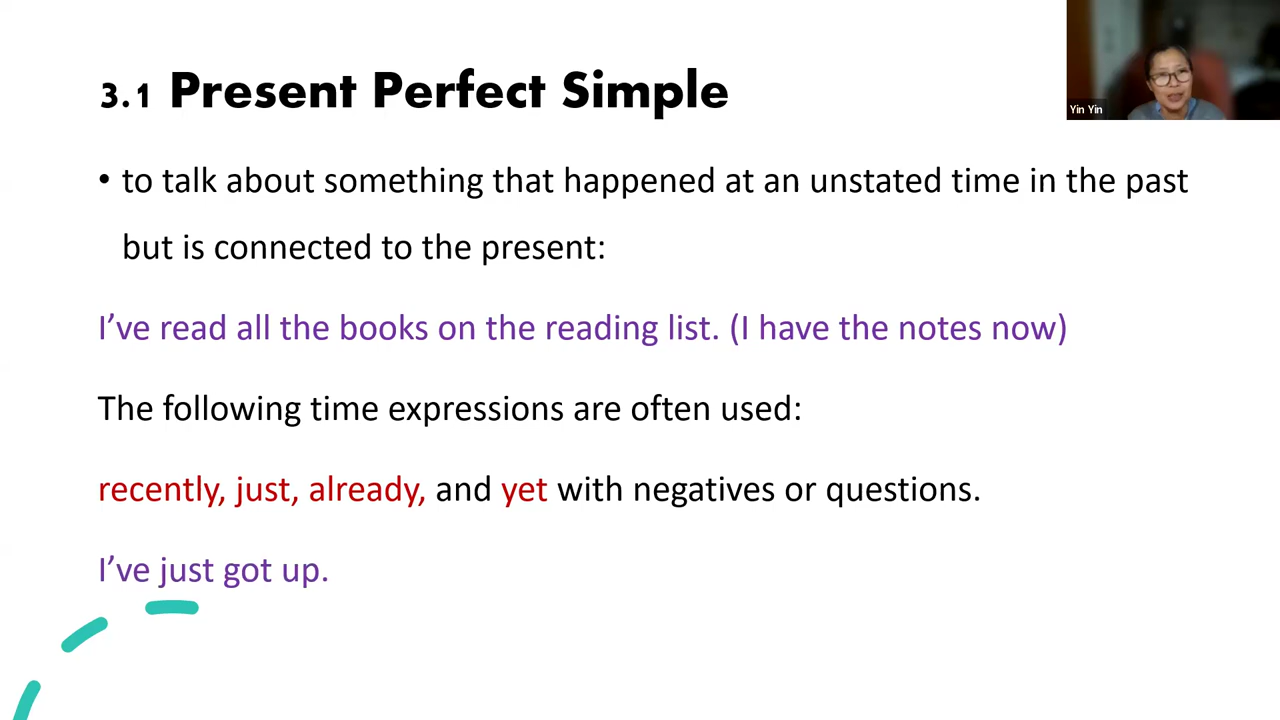 3.1 Present Perfect Simple
Yin Yin
• to talk about something that happened at an unstated time in the past
but is connected to the present:
I’ve read all the books on the reading list. (I have the notes now)
The following time expressions are often used:
recently, just, already, and yet with negatives or questions.
I’ve just got up.